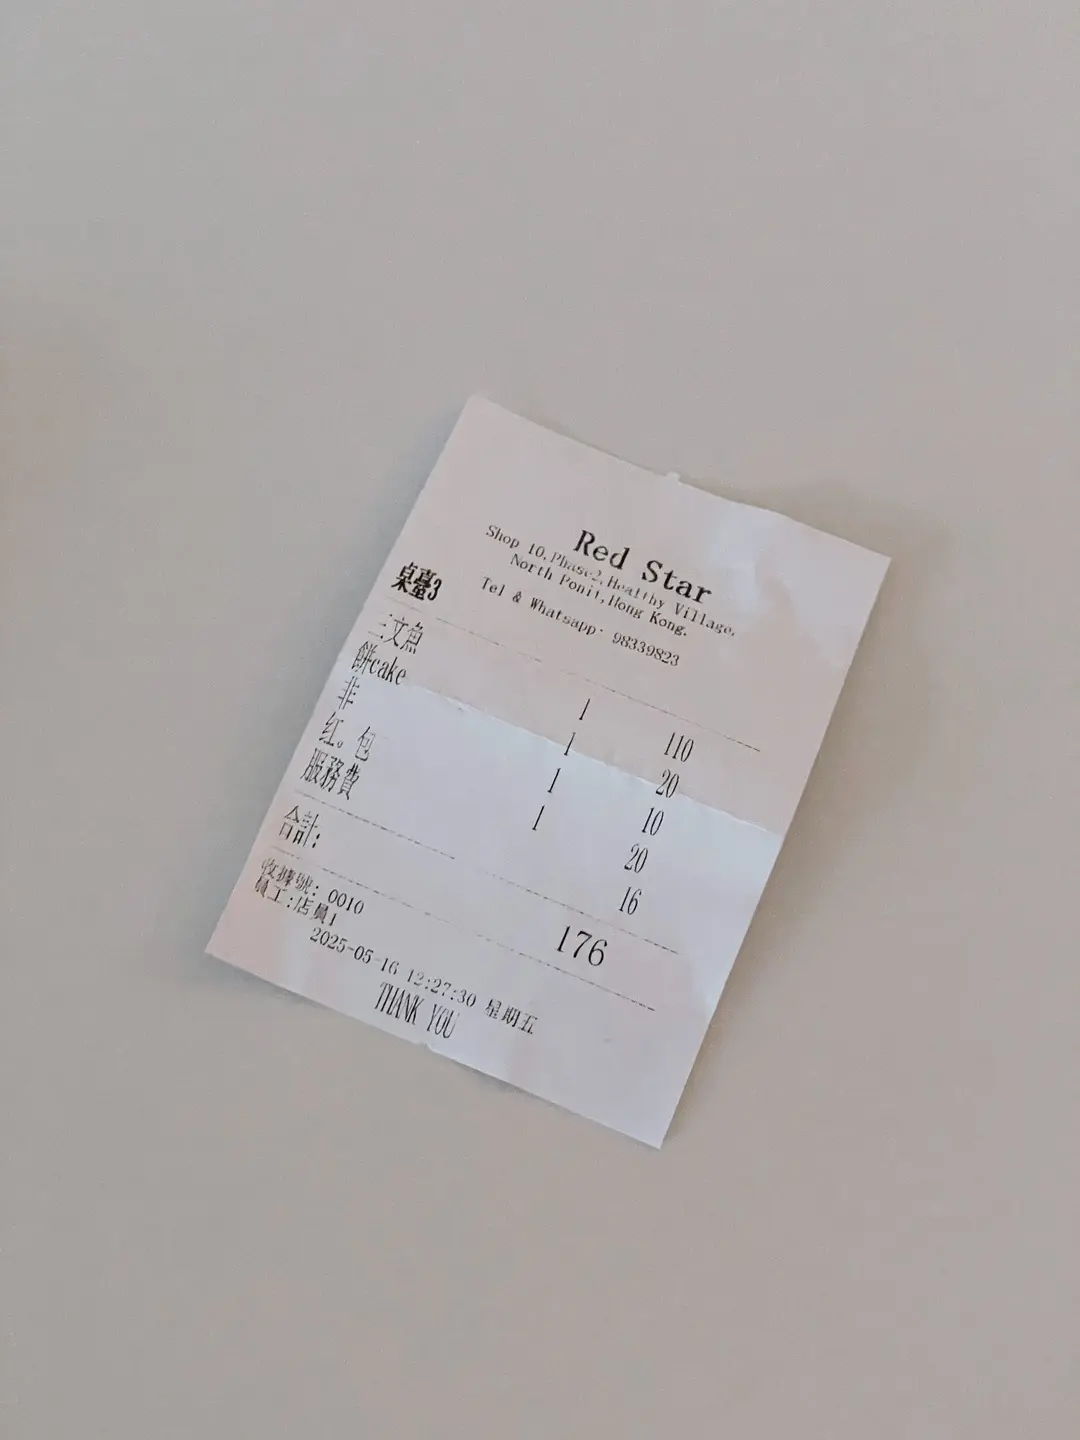 Red Star
Shop 10,Phase2,Healthy Village,
North Ponit,Hong Kong.
Tel & Whatsapp: 98339823
桌臺3
三文魚 1 110
餅cake 1 20
非 1 10
红。包 1 20
服務費 16
合計: 176
收據號: 0010
員工:店員1
2025-05-16 12:27:30 星期五
THANK YOU